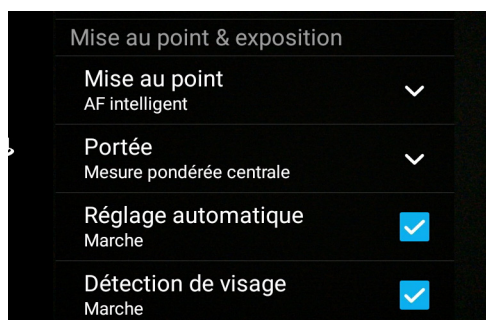 Mise au point & exposition
Mise au point
AF intelligent
Portée
Mesure pondérée centrale
Réglage automatique
Marche
Détection de visage
Marche